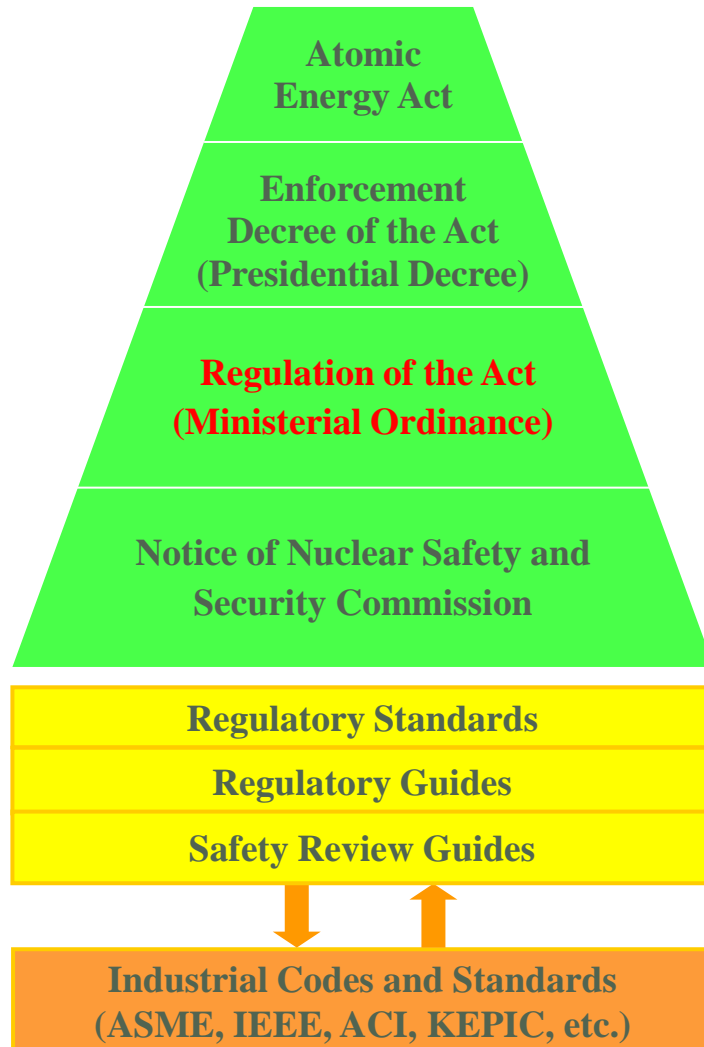 Atomic
Energy Act
Enforcement
Decree of the Act
(Presidential Decree)
Regulation of the Act
(Ministerial Ordinance)
Notice of Nuclear Safety and
Security Commission
Regulatory Standards
Regulatory Guides
Safety Review Guides
Industrial Codes and Standards
(ASME, IEEE, ACI, KEPIC, etc.)